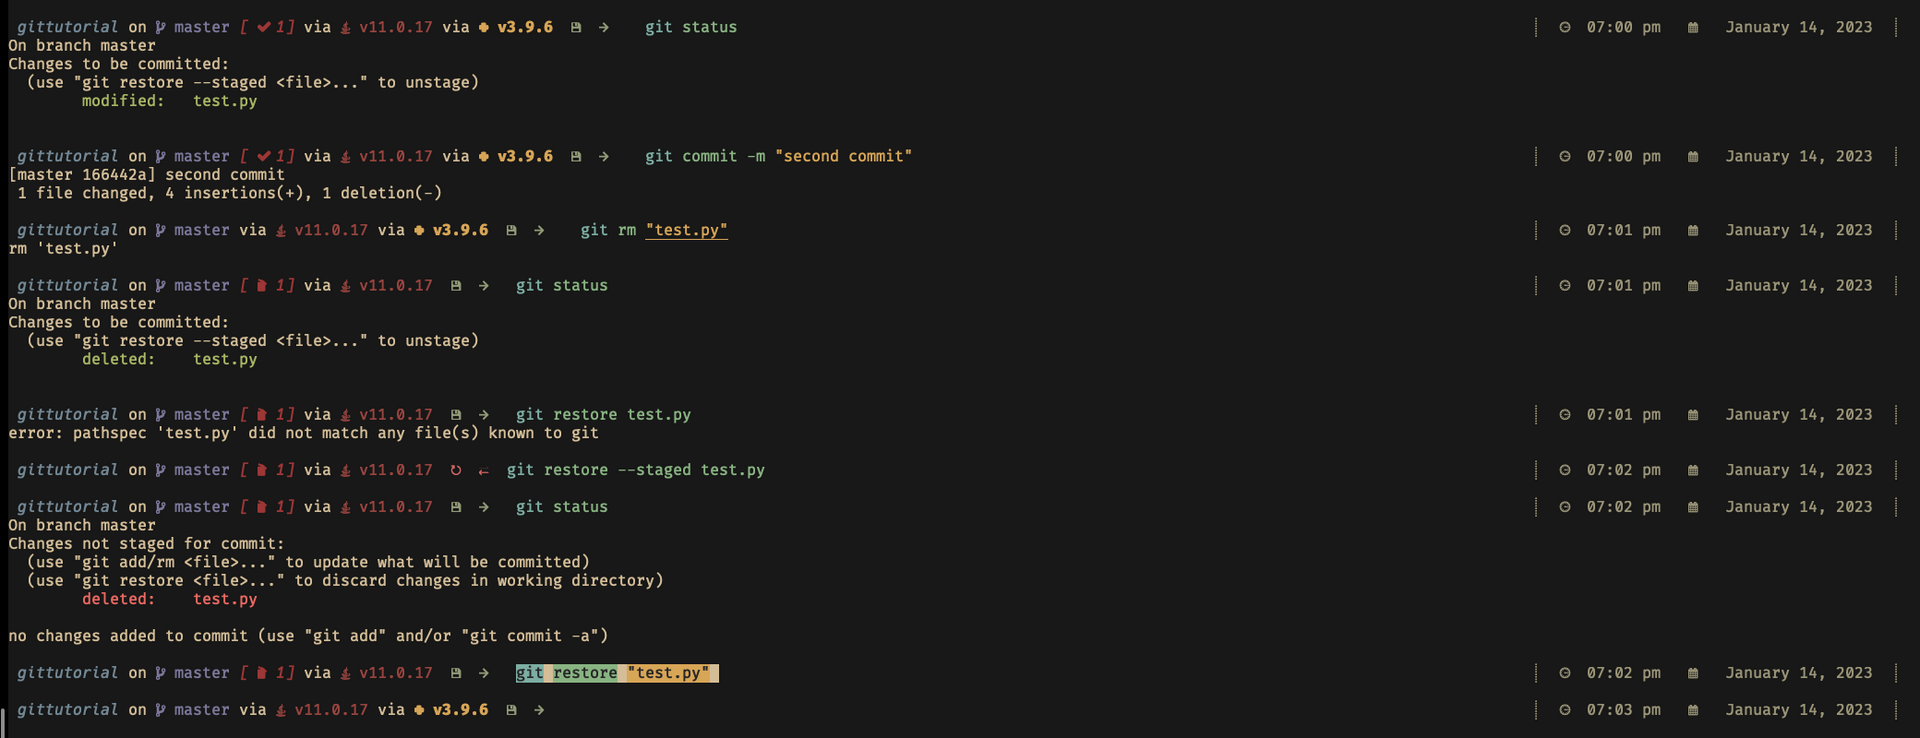 gittutorial on master [ ✔ 1] via v11.0.17 via v3.9.6 → git status 07:00 pm January 14, 2023
On branch master
Changes to be committed:
(use "git restore --staged <file>..." to unstage)
modified: test.py
gittutorial on master [ ✔ 1] via v11.0.17 via v3.9.6 → git commit -m "second commit" 07:00 pm January 14, 2023
[master 166442a] second commit
1 file changed, 4 insertions(+), 1 deletion(-)
gittutorial on master via v11.0.17 via v3.9.6 → git rm "test.py" 07:01 pm January 14, 2023
rm 'test.py'
gittutorial on master [ 1] via v11.0.17 → git status 07:01 pm January 14, 2023
On branch master
Changes to be committed:
(use "git restore --staged <file>..." to unstage)
deleted: test.py
gittutorial on master [ 1] via v11.0.17 → git restore test.py 07:01 pm January 14, 2023
error: pathspec 'test.py' did not match any file(s) known to git
gittutorial on master [ 1] via v11.0.17 ↻ ← git restore --staged test.py 07:02 pm January 14, 2023
gittutorial on master [ 1] via v11.0.17 → git status 07:02 pm January 14, 2023
On branch master
Changes not staged for commit:
(use "git add/rm <file>..." to update what will be committed)
(use "git restore <file>..." to discard changes in working directory)
deleted: test.py
no changes added to commit (use "git add" and/or "git commit -a")
gittutorial on master [ 1] via v11.0.17 → git restore "test.py" 07:02 pm January 14, 2023
gittutorial on master via v11.0.17 via v3.9.6 → 07:03 pm January 14, 2023